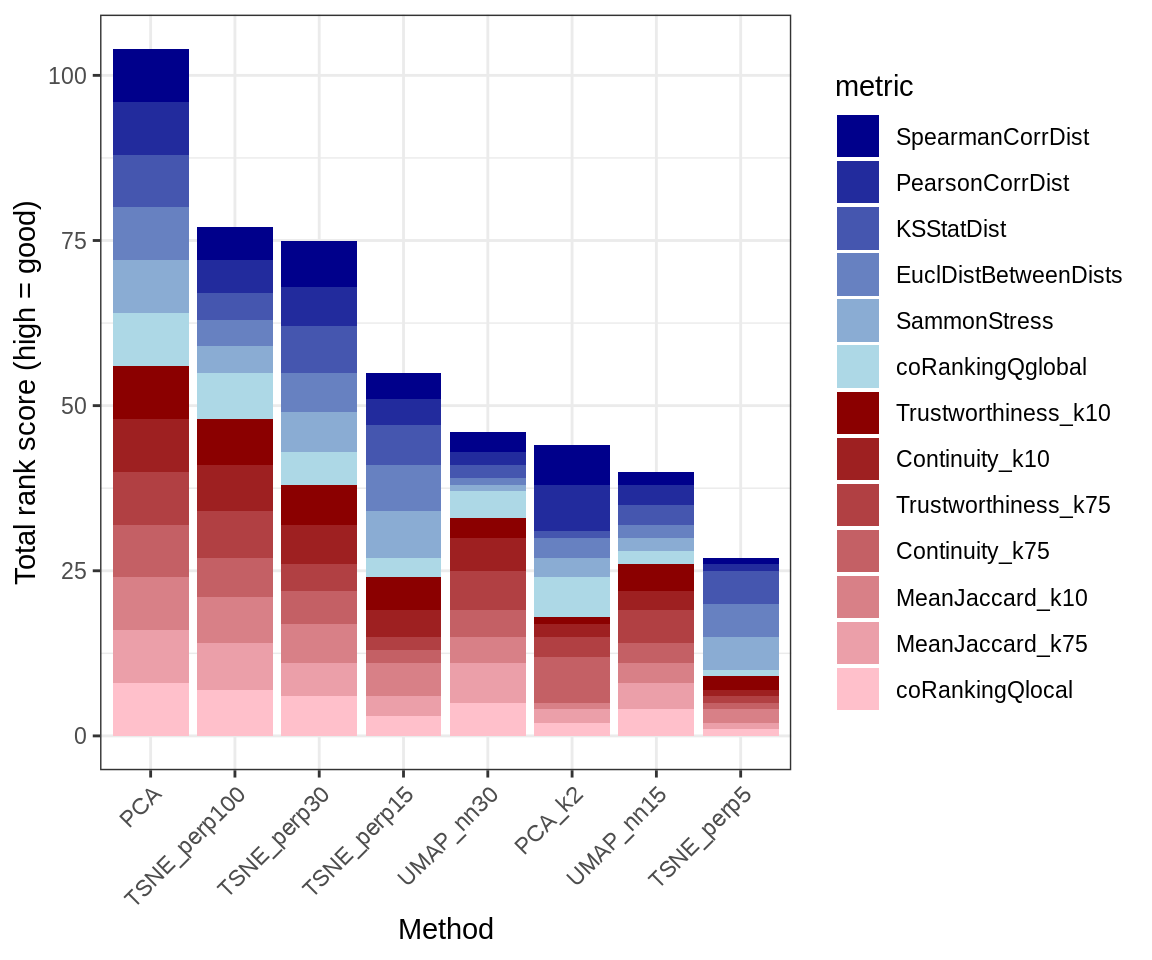 Total rank score (high = good)
100
75
50
25
0
PCA
TSNE_perp100
TSNE_perp30
TSNE_perp15
UMAP_nn30
PCA_k2
UMAP_nn15
TSNE_perp5
Method
metric
SpearmanCorrDist
PearsonCorrDist
KSStatDist
EuclDistBetweenDists
SammonStress
coRankingQglobal
Trustworthiness_k10
Continuity_k10
Trustworthiness_k75
Continuity_k75
MeanJaccard_k10
MeanJaccard_k75
coRankingQlocal